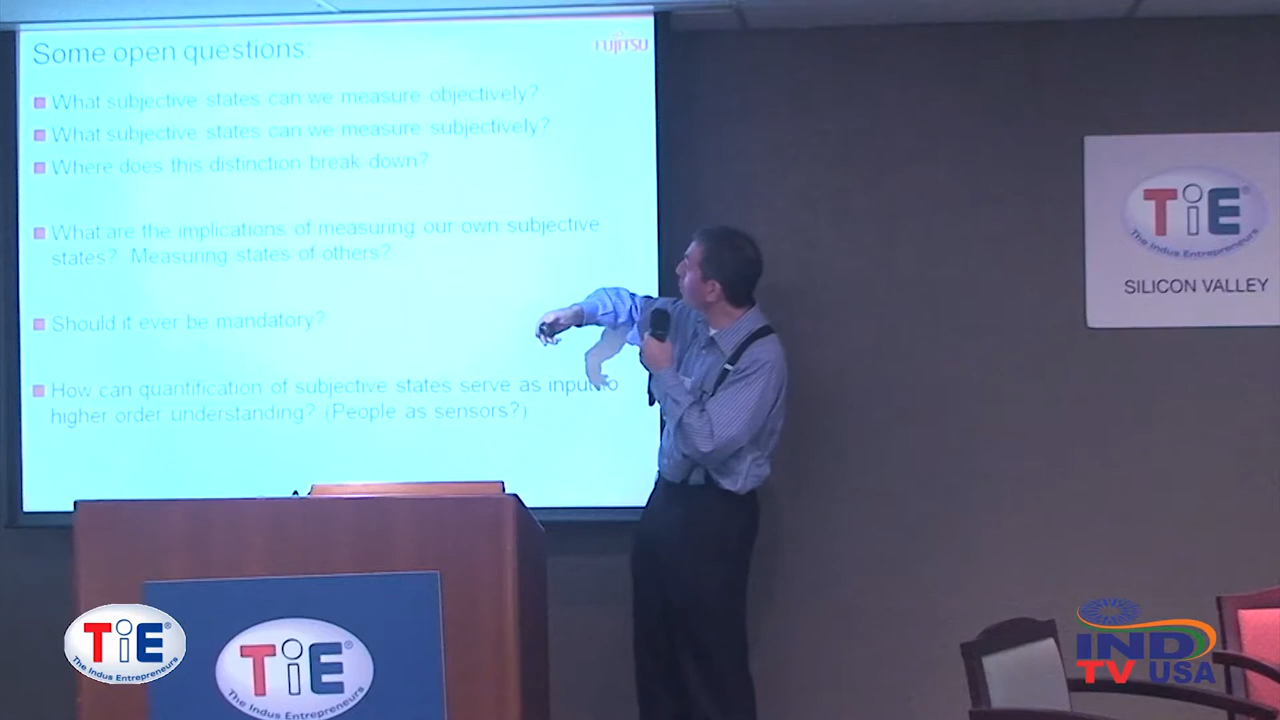 Some open questions:
FUJITSU
What subjective states can we measure objectively?
What subjective states can we measure subjectively?
Where does this distinction break down?
What are the implications of measuring our own subjective
states? Measuring states of others?
Should it ever be mandatory?
How can quantification of subjective states serve as input to
higher order understanding? (People as sensors?)
TiE®
The Indus Entrepreneurs
SILICON VALLEY
TiE®
The Indus Entrepreneurs
TiE®
The Indus Entrepreneurs
IND
TV USA